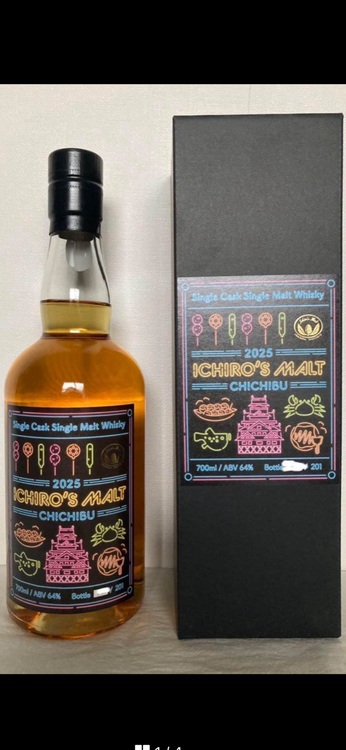 Single Cask Single Malt Whisky
2025
ICHIRO'S MALT
CHICHIBU
700ml / ABV 64% Bottle / 201
Single Cask Single Malt Whisky
2025
ICHIRO'S MALT
CHICHIBU
700ml / ABV 64% Bottle 201